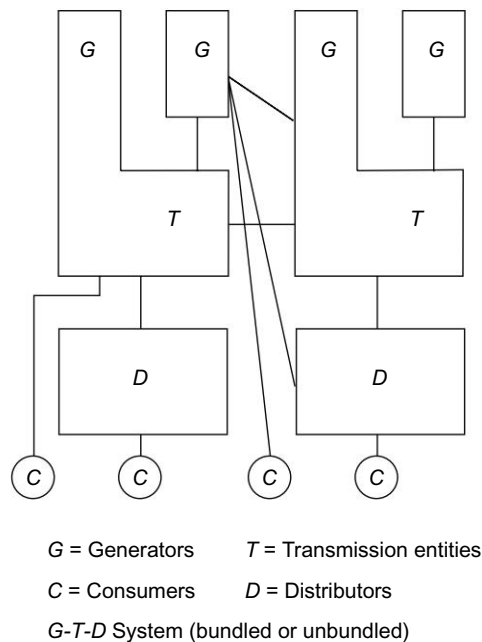 G G G G
T T
D D
C C C C
G = Generators T = Transmission entities
C = Consumers D = Distributors
G-T-D System (bundled or unbundled)